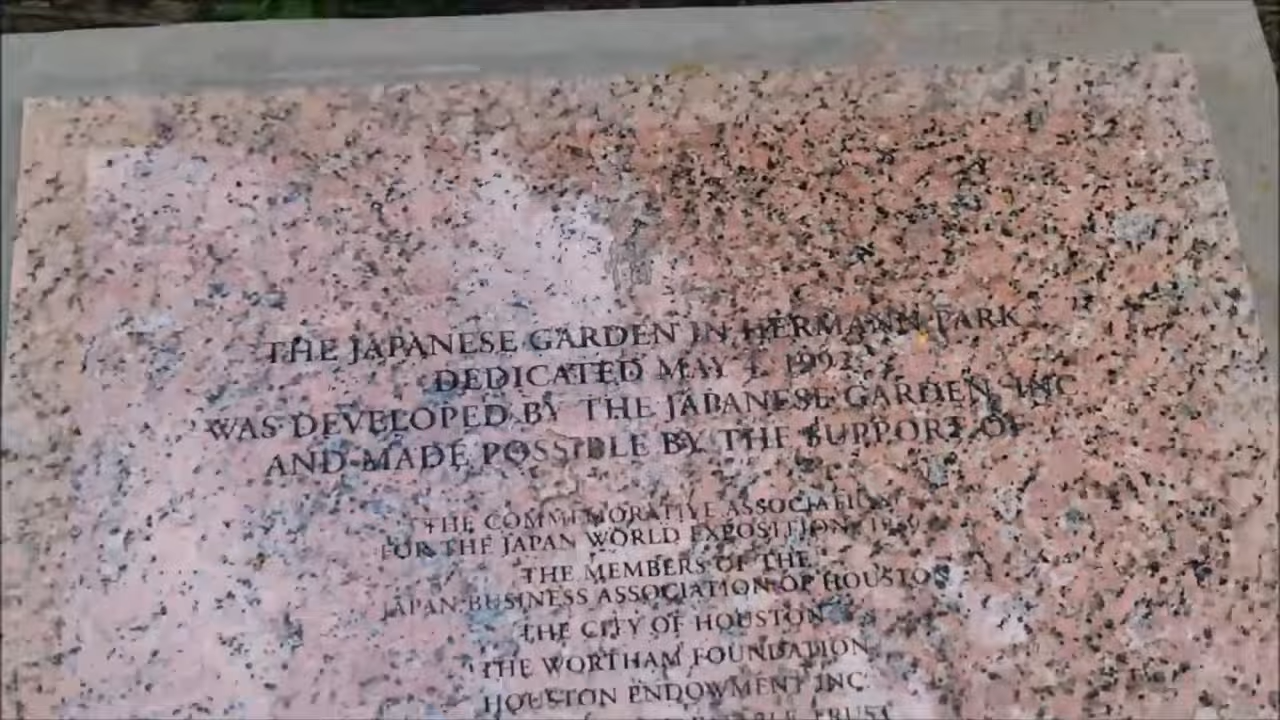 THE JAPANESE GARDEN IN HERMANN PARK
DEDICATED MAY 1, 1992
WAS DEVELOPED BY THE JAPANESE GARDEN, INC
AND MADE POSSIBLE BY THE SUPPORT OF
THE COMMEMORATIVE ASSOCIATION
FOR THE JAPAN WORLD EXPOSITION
THE MEMBERS OF THE
JAPAN BUSINESS ASSOCIATION OF HOUSTON
THE CITY OF HOUSTON
THE WORTHAM FOUNDATION
HOUSTON ENDOWMENT INC
TRUST